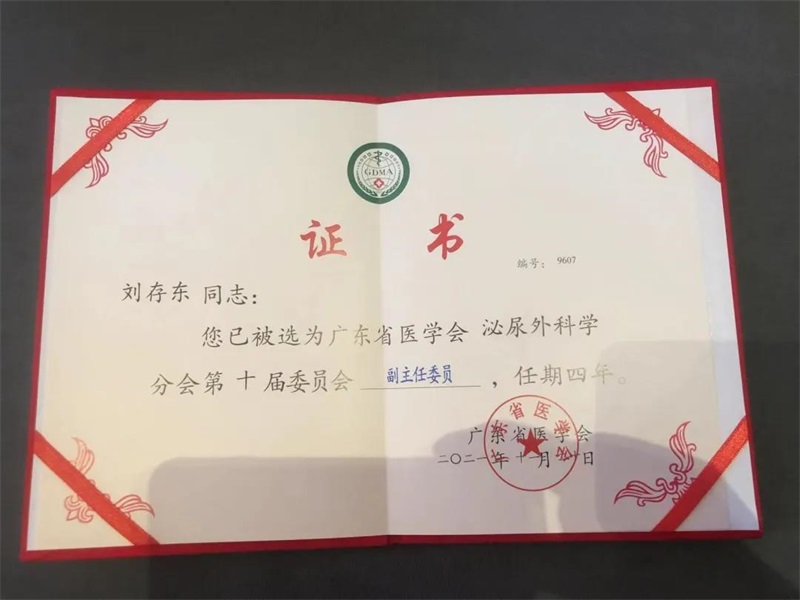 GDMA
证 书
编号: 9607
刘存东 同志:
您已被选为广东省医学会 泌尿外科学
分会第 十 届委员会 副主任委员 ,任期四年。
广东省医学会